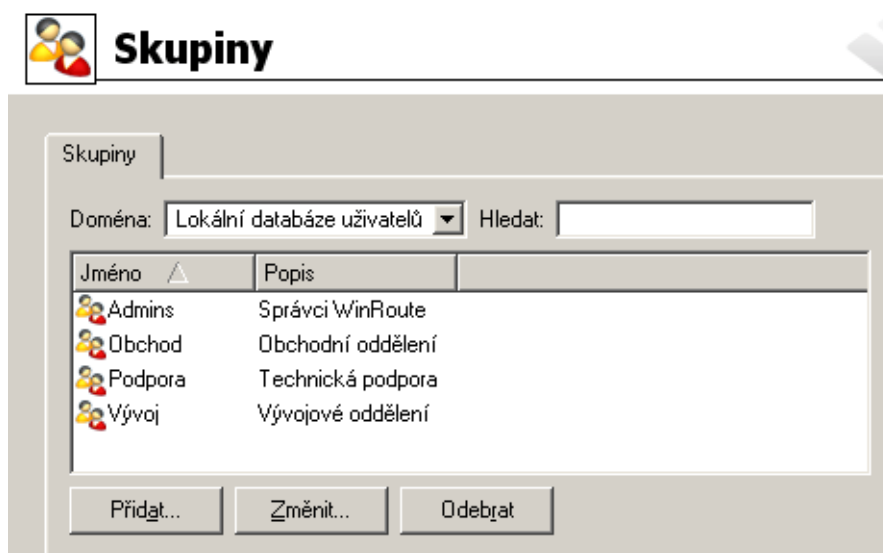 Skupiny
Skupiny
Doména: Lokální databáze uživatelů Hledat:
Jméno Popis
Admins Správci WinRoute
Obchod Obchodní oddělení
Podpora Technická podpora
Vývoj Vývojové oddělení
Přidat... Změnit... Odebrat